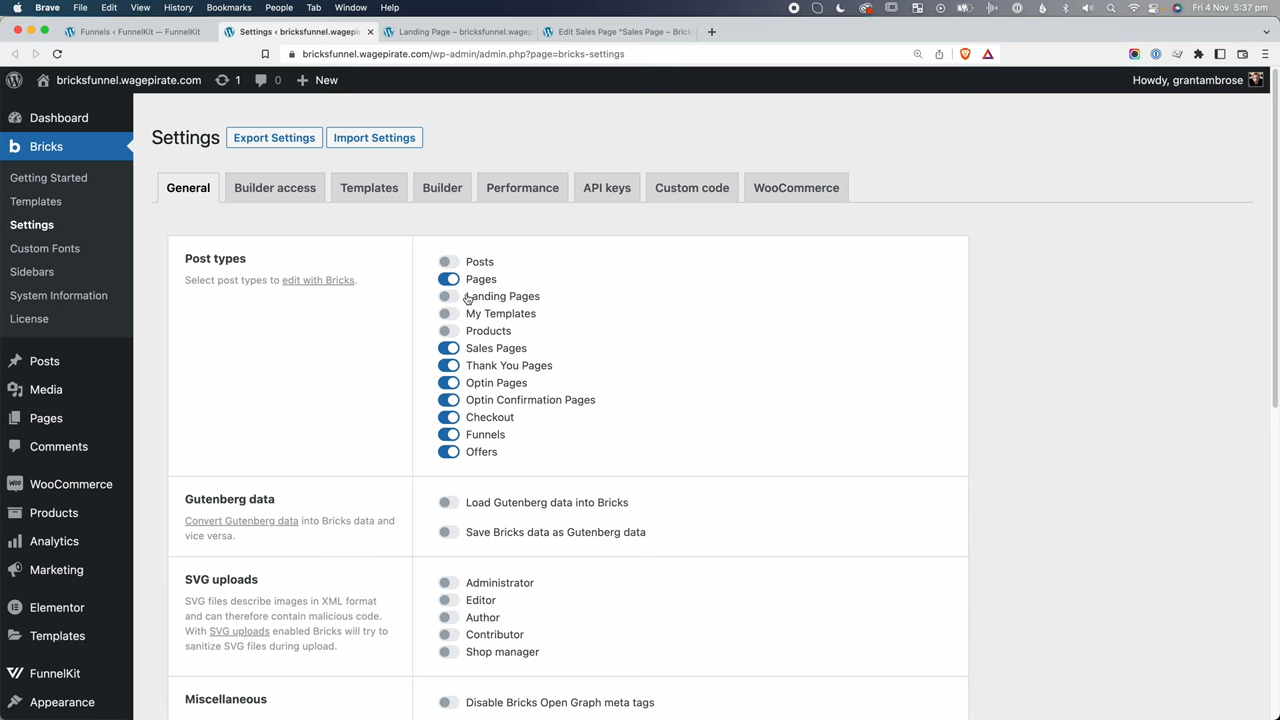 Brave File Edit View History Bookmarks People Tab Window Help Fri 4 Nov 5:37 pm
Funnels ‹ FunnelKit — FunnelKit
Settings ‹ bricksfunnel.wagepirate.
Landing Page – bricksfunnel.wagepi
Edit Sales Page "Sales Page – Brick
bricksfunnel.wagepirate.com/wp-admin/admin.php?page=bricks-settings
bricksfunnel.wagepirate.com 1 0 New Howdy, grantambrose
Dashboard
Bricks
Getting Started
Templates
Settings
Custom Fonts
Sidebars
System Information
License
Posts
Media
Pages
Comments
WooCommerce
Products
Analytics
Marketing
Elementor
Templates
FunnelKit
Appearance
Settings Export Settings Import Settings
General Builder access Templates Builder Performance API keys Custom code WooCommerce
Post types
Select post types to edit with Bricks.
Posts
Pages
Landing Pages
My Templates
Products
Sales Pages
Thank You Pages
Optin Pages
Optin Confirmation Pages
Checkout
Funnels
Offers
Gutenberg data
Convert Gutenberg data into Bricks data and
vice versa.
Load Gutenberg data into Bricks
Save Bricks data as Gutenberg data
SVG uploads
SVG files describe images in XML format
and can therefore contain malicious code.
With SVG uploads enabled Bricks will try to
sanitize SVG files during upload.
Administrator
Editor
Author
Contributor
Shop manager
Miscellaneous
Disable Bricks Open Graph meta tags